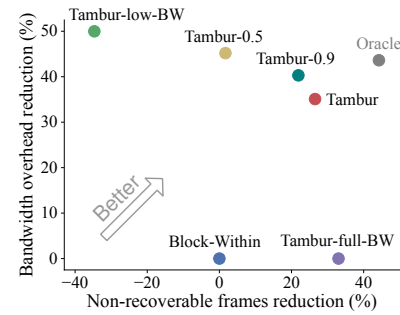 Bandwidth overhead reduction (%)
50
40
30
20
10
0
Tambur-low-BW
Tambur-0.5
Oracle
Tambur-0.9
Tambur
Better
Block-Within
Tambur-full-BW
−40
−20
0
20
40
Non-recoverable frames reduction (%)